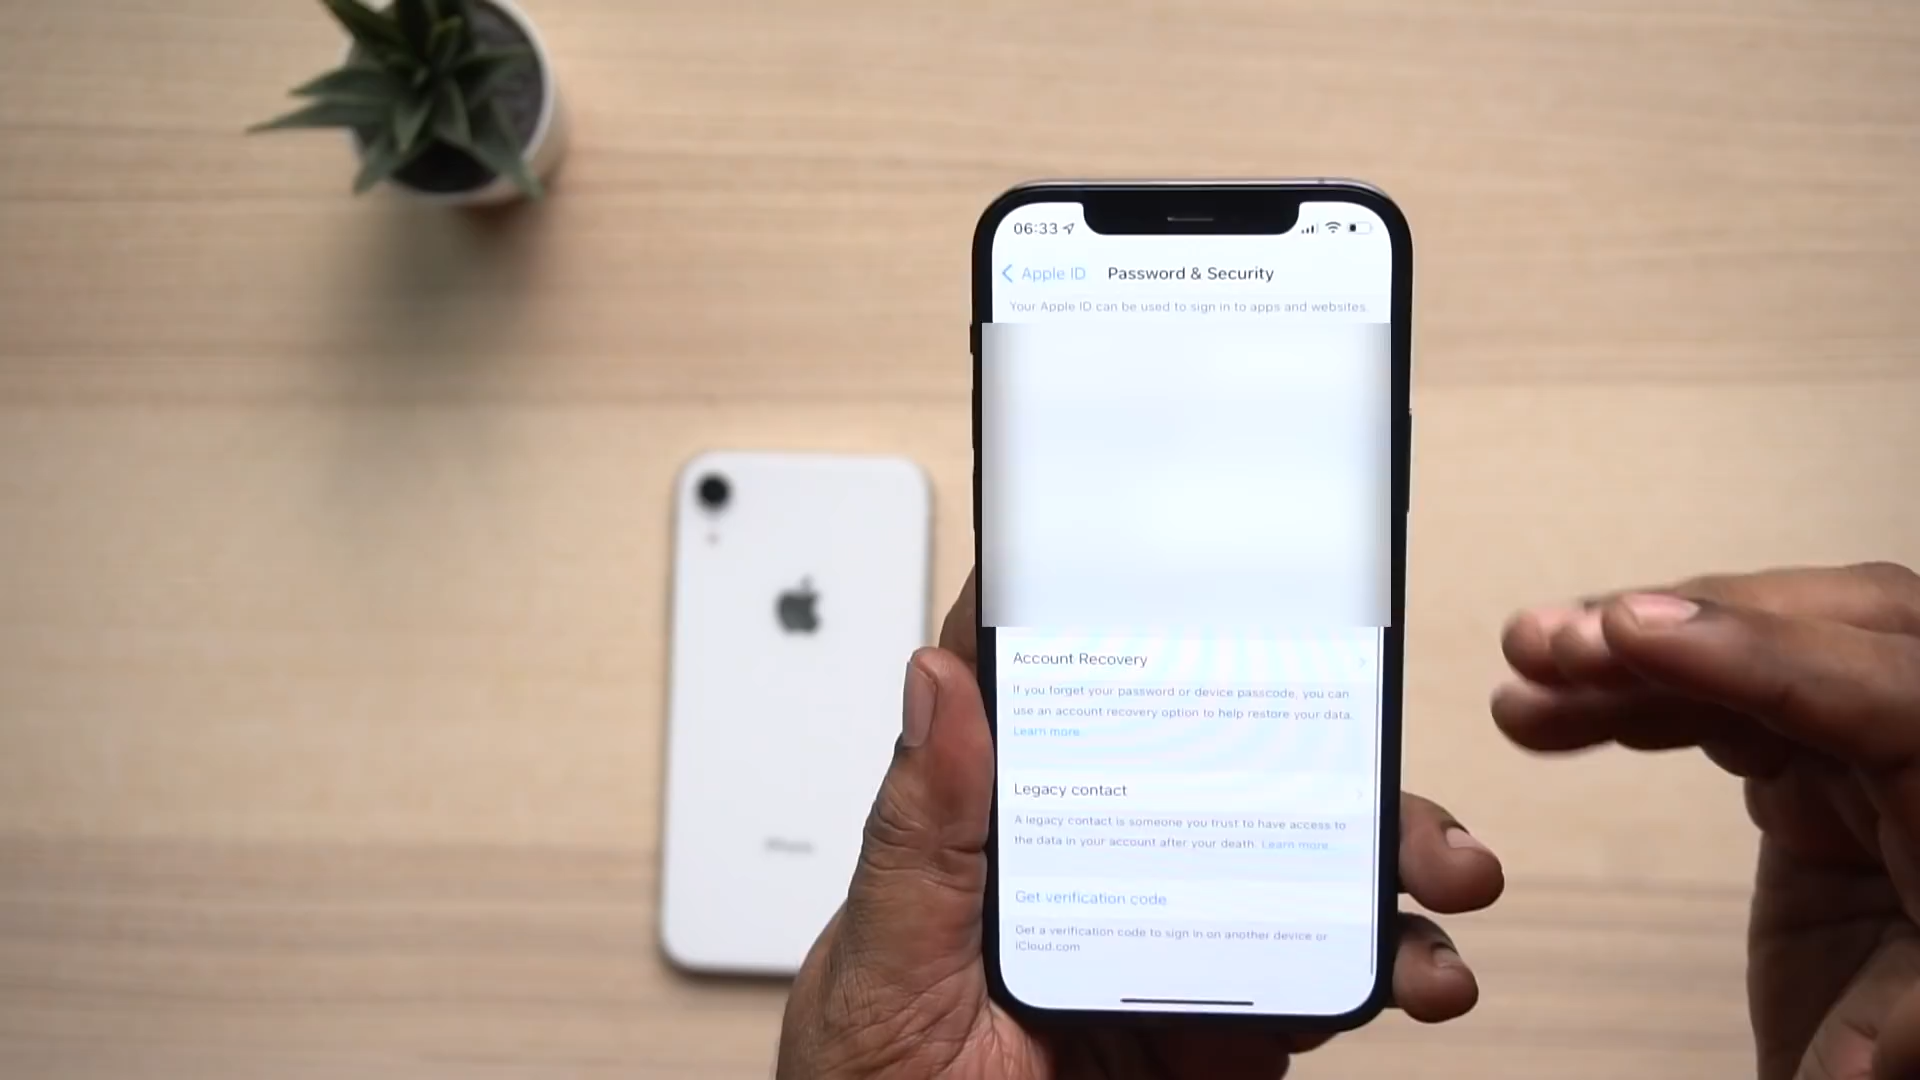 06:33
Apple ID Password & Security
Your Apple ID can be used to sign in to apps and websites.
Account Recovery
If you forget your password or device passcode, you can
use an account recovery option to help restore your data.
Learn more...
Legacy contact
A legacy contact is someone you trust to have access to
the data in your account after your death. Learn more...
Get verification code
Get a verification code to sign in on another device or
iCloud.com